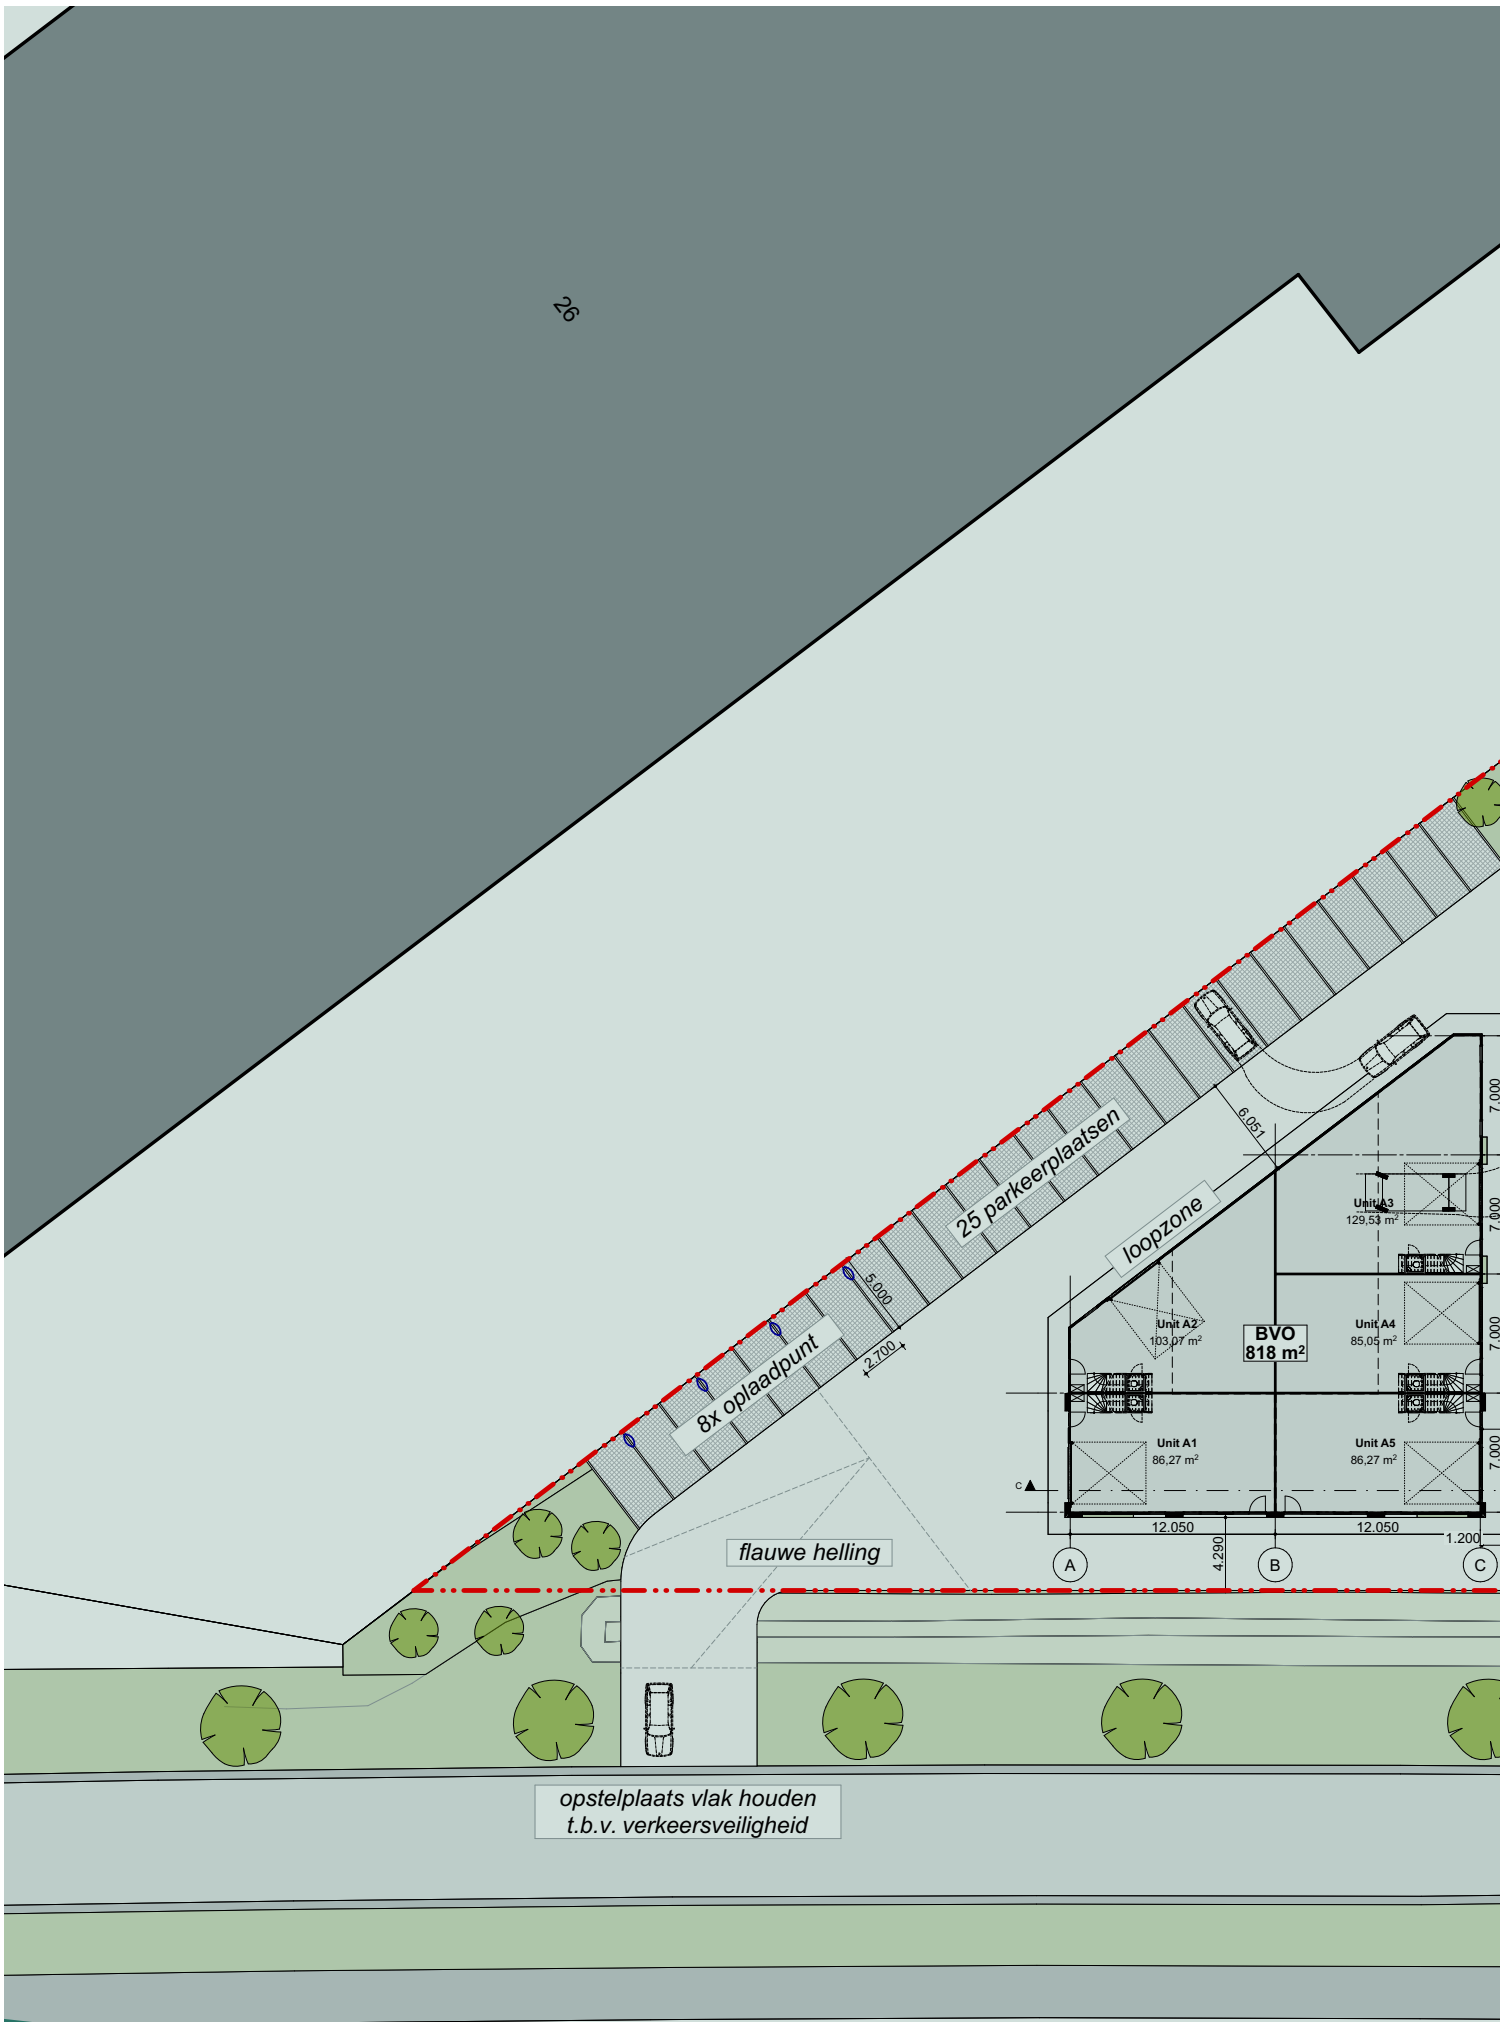 26
7.000
6.051
25 parkeerplaatsen
loopzone
Unit A3
129,53 m²
7.000
5.000
Unit A2
103,07 m²
BVO
818 m²
Unit A4
85,05 m²
7.000
2.700
8x oplaadpunt
Unit A1
86,27 m²
Unit A5
86,27 m²
7.000
C
12.050
12.050
1.200
flauwe helling
4.290
A
B
C
opstelplaats vlak houden
t.b.v. verkeersveiligheid